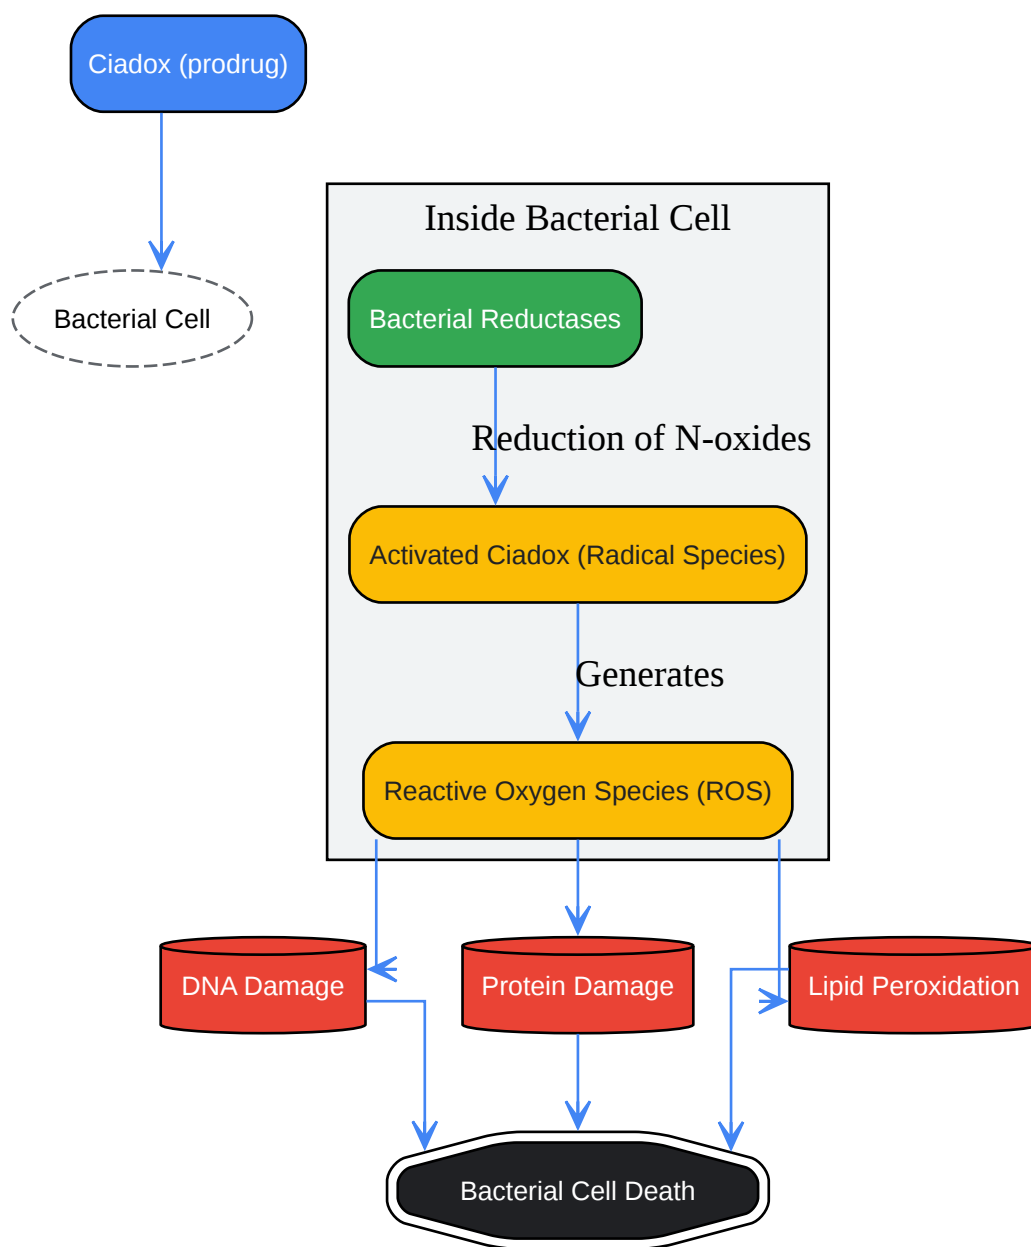 Ciadox (prodrug)
Inside Bacterial Cell
Bacterial Cell
Bacterial Reductases
Reduction of N-oxides
Activated Ciadox (Radical Species)
Generates
Reactive Oxygen Species (ROS)
DNA Damage
Protein Damage
Lipid Peroxidation
Bacterial Cell Death